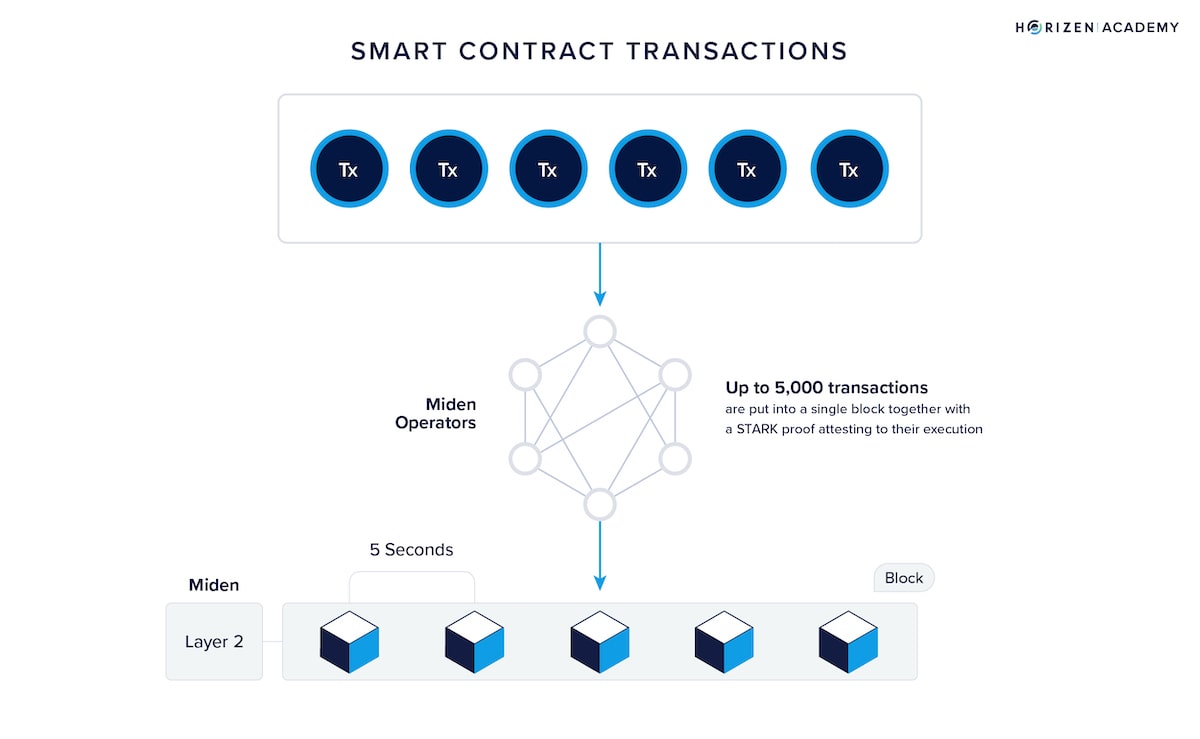 HORIZEN ACADEMY
SMART CONTRACT TRANSACTIONS
Tx Tx Tx Tx Tx Tx
Miden
Operators
Up to 5,000 transactions
are put into a single block together with
a STARK proof attesting to their execution
5 Seconds
Miden
Block
Layer 2